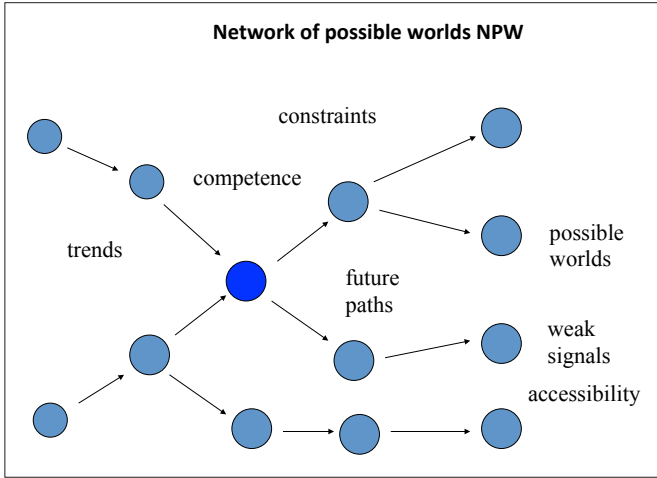 Network of possible worlds NPW
constraints
competence
trends
possible
worlds
future
paths
weak
signals
accessibility